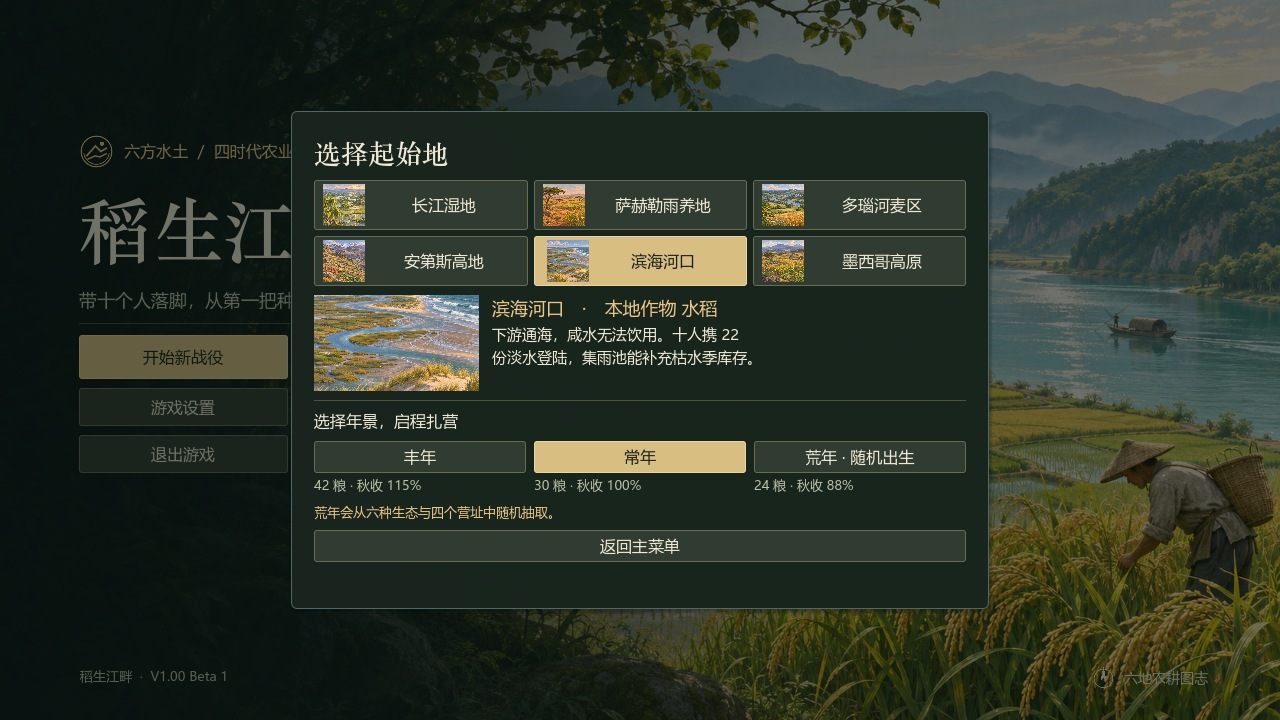 六方水土 / 四时代农业
稻生江
带十个人落脚，从第一把种
开始新战役
游戏设置
退出游戏
选择起始地
长江湿地
萨赫勒雨养地
多瑙河麦区
安第斯高地
滨海河口
墨西哥高原
滨海河口 · 本地作物 水稻
下游通海，咸水无法饮用。十人携 22
份淡水登陆，集雨池能补充枯水季库存。
选择年景，启程扎营
丰年
常年
荒年 · 随机出生
42 粮 · 秋收 115%
30 粮 · 秋收 100%
24 粮 · 秋收 88%
荒年会从六种生态与四个营址中随机抽取。
返回主菜单
稻生江畔 · V1.00 Beta 1
六地农耕图志